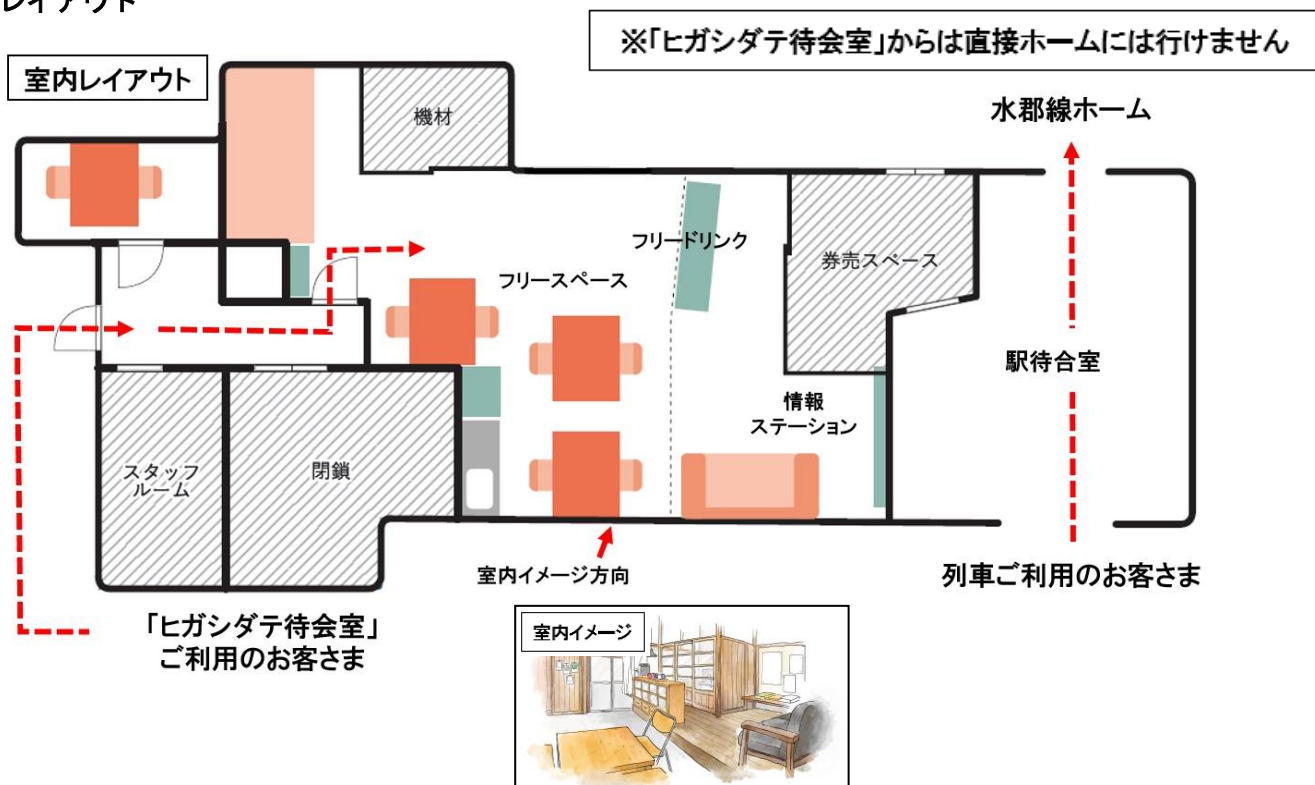 レイアウト
※「ヒガシダテ待会室」からは直接ホームには行けません
室内レイアウト
水郡線ホーム
機材
フリードリンク
券売スペース
フリースペース
駅待合室
情報
ステーション
スタッフ
ルーム
閉鎖
室内イメージ方向
列車ご利用のお客さま
「ヒガシダテ待会室」
ご利用のお客さま
室内イメージ